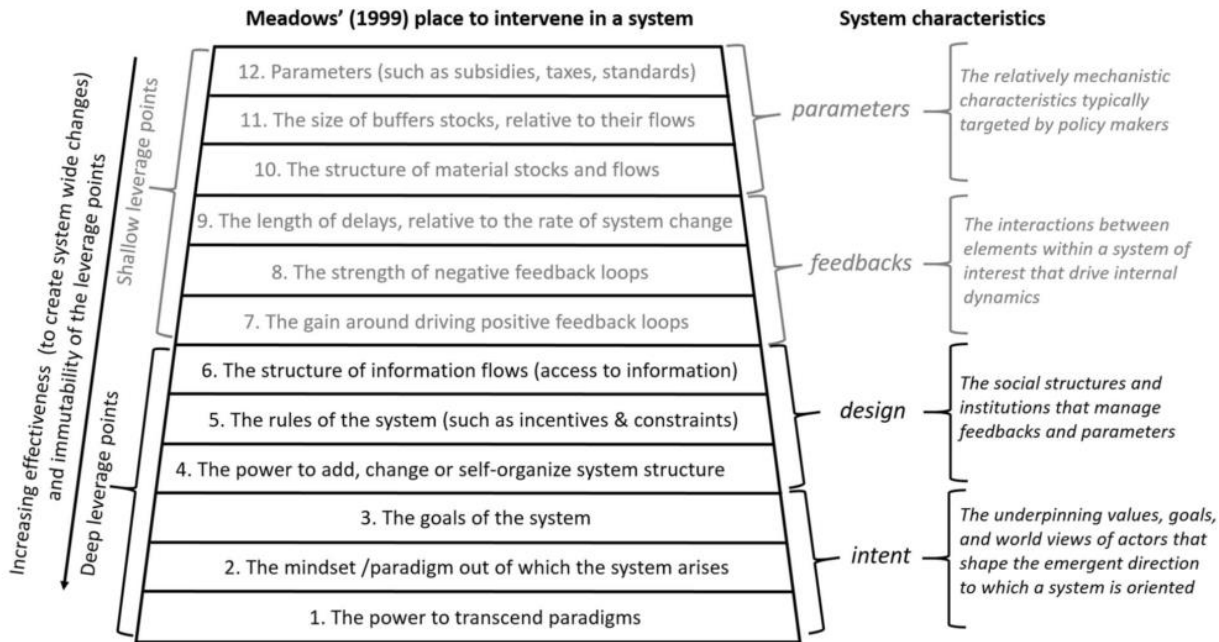 Meadows' (1999) place to intervene in a system
System characteristics
Increasing effectiveness (to create system wide changes)
and immutability of the leverage points
Shallow leverage points
Deep leverage points
12. Parameters (such as subsidies, taxes, standards)
11. The size of buffers stocks, relative to their flows
10. The structure of material stocks and flows
9. The length of delays, relative to the rate of system change
8. The strength of negative feedback loops
7. The gain around driving positive feedback loops
6. The structure of information flows (access to information)
5. The rules of the system (such as incentives & constraints)
4. The power to add, change or self-organize system structure
3. The goals of the system
2. The mindset /paradigm out of which the system arises
1. The power to transcend paradigms
parameters
The relatively mechanistic
characteristics typically
targeted by policy makers
feedbacks
The interactions between
elements within a system of
interest that drive internal
dynamics
design
The social structures and
institutions that manage
feedbacks and parameters
intent
The underpinning values, goals,
and world views of actors that
shape the emergent direction
to which a system is oriented